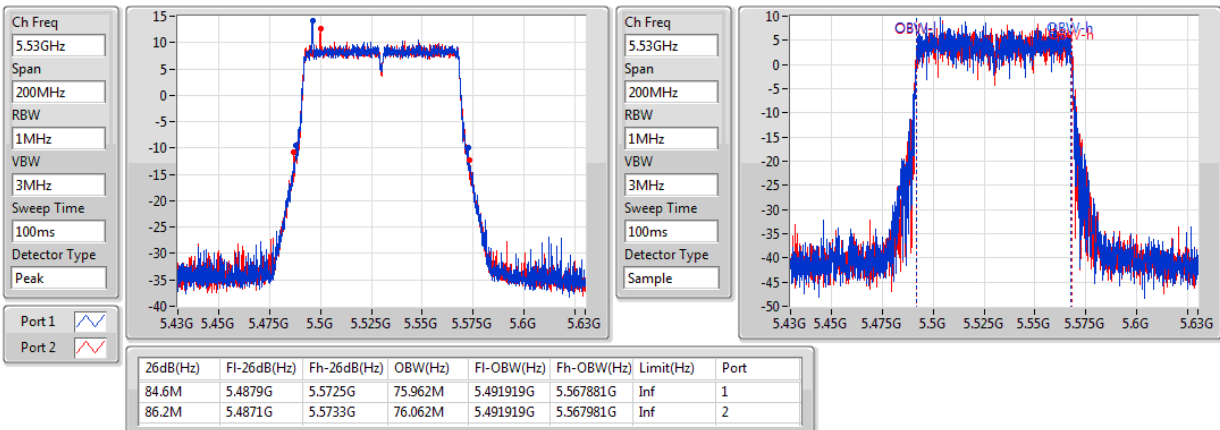 Ch Freq
5.53GHz
Span
200MHz
RBW
1MHz
VBW
3MHz
Sweep Time
100ms
Detector Type
Peak
Port 1
Port 2
15
10
5
0
-5
-10
-15
-20
-25
-30
-35
-40
5.43G 5.45G 5.475G 5.5G 5.525G 5.55G 5.575G 5.6G 5.63G
Ch Freq
5.53GHz
Span
200MHz
RBW
1MHz
VBW
3MHz
Sweep Time
100ms
Detector Type
Sample
10
5
0
-5
-10
-15
-20
-25
-30
-35
-40
-45
-50
OBW-l OBW-h
5.43G 5.45G 5.475G 5.5G 5.525G 5.55G 5.575G 5.6G 5.63G
26dB(Hz) Fl-26dB(Hz) Fh-26dB(Hz) OBW(Hz) Fl-OBW(Hz) Fh-OBW(Hz) Limit(Hz) Port
84.6M 5.4879G 5.5725G 75.962M 5.491919G 5.567881G Inf 1
86.2M 5.4871G 5.5733G 76.062M 5.491919G 5.567981G Inf 2